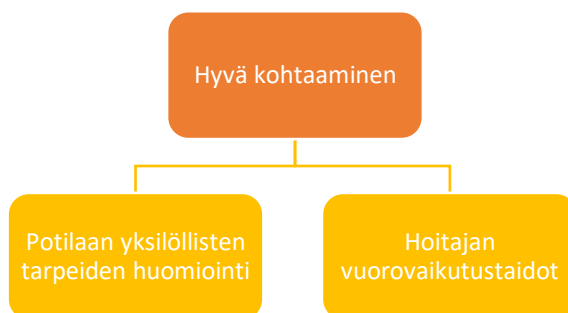 Hyvä kohtaaminen
Potilaan yksilöllisten
tarpeiden huomiointi
Hoitajan
vuorovaikutustaidot